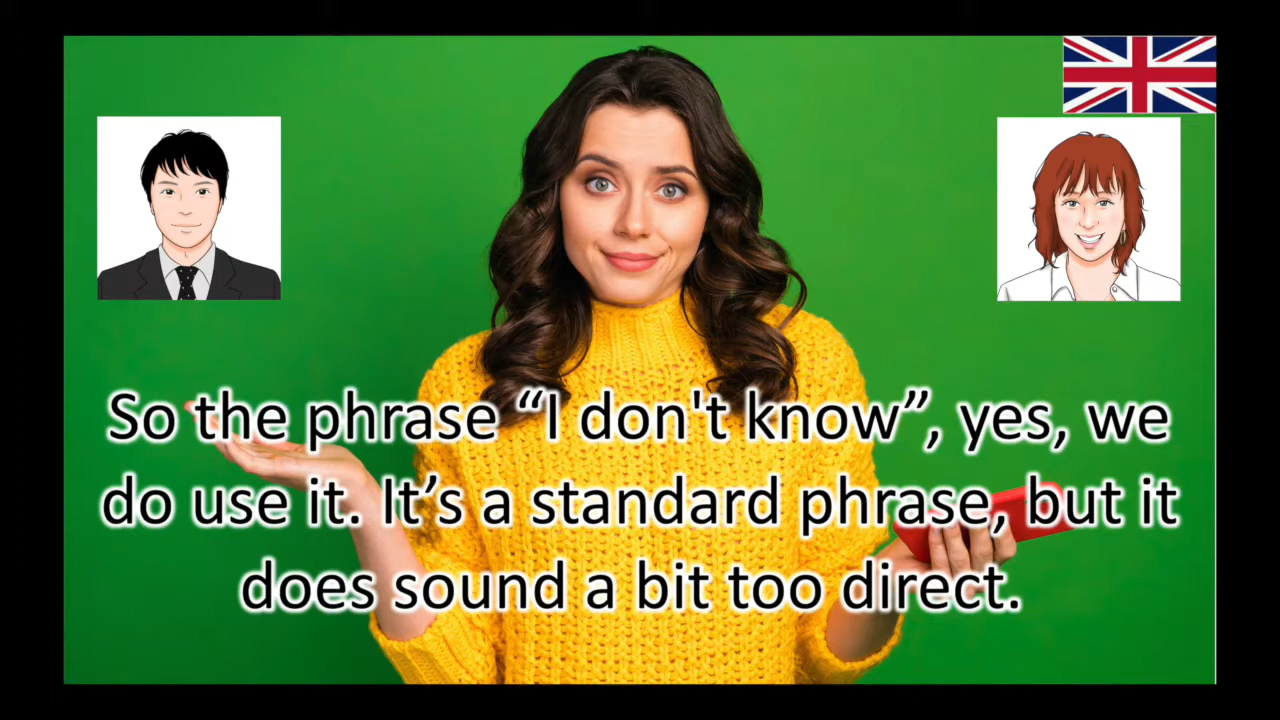 So the phrase “I don't know”, yes, we
do use it. It’s a standard phrase, but it
does sound a bit too direct.